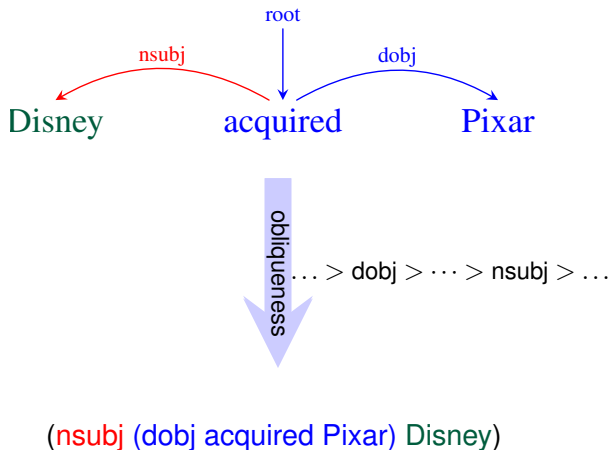 root
nsubj dobj
Disney acquired Pixar
obliqueness
... > dobj > ··· > nsubj > ...
(nsubj (dobj acquired Pixar) Disney)